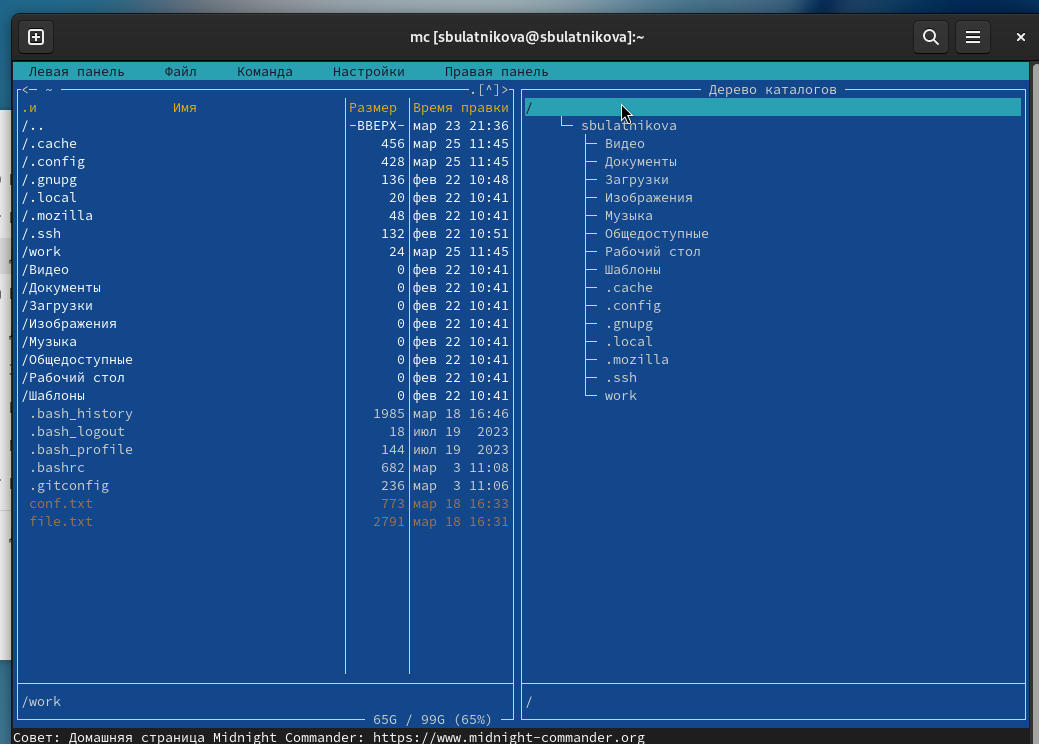 mc [sbulatnikova@sbulatnikova]:~
Левая панель Файл Команда Настройки Правая панель
<— ~ .[^]> Дерево каталогов
.и Имя Размер Время правки
/.. -ВВЕРХ- мар 23 21:36
/.cache 456 мар 25 11:45
/.config 428 мар 25 11:45
/.gnupg 136 фев 22 10:48
/.local 20 фев 22 10:41
/.mozilla 48 фев 22 10:41
/.ssh 132 фев 22 10:51
/work 24 мар 25 11:45
/Видео 0 фев 22 10:41
/Документы 0 фев 22 10:41
/Загрузки 0 фев 22 10:41
/Изображения 0 фев 22 10:41
/Музыка 0 фев 22 10:41
/Общедоступные 0 фев 22 10:41
/Рабочий стол 0 фев 22 10:41
/Шаблоны 0 фев 22 10:41
.bash_history 1985 мар 18 16:46
.bash_logout 18 июл 19 2023
.bash_profile 144 июл 19 2023
.bashrc 682 мар 3 11:08
.gitconfig 236 мар 3 11:06
conf.txt 773 мар 18 16:33
file.txt 2791 мар 18 16:31
/work
65G / 99G (65%)
/
sbulatnikova
Видео
Документы
Загрузки
Изображения
Музыка
Общедоступные
Рабочий стол
Шаблоны
.cache
.config
.gnupg
.local
.mozilla
.ssh
work
/
Совет: Домашняя страница Midnight Commander: https://www.midnight-commander.org